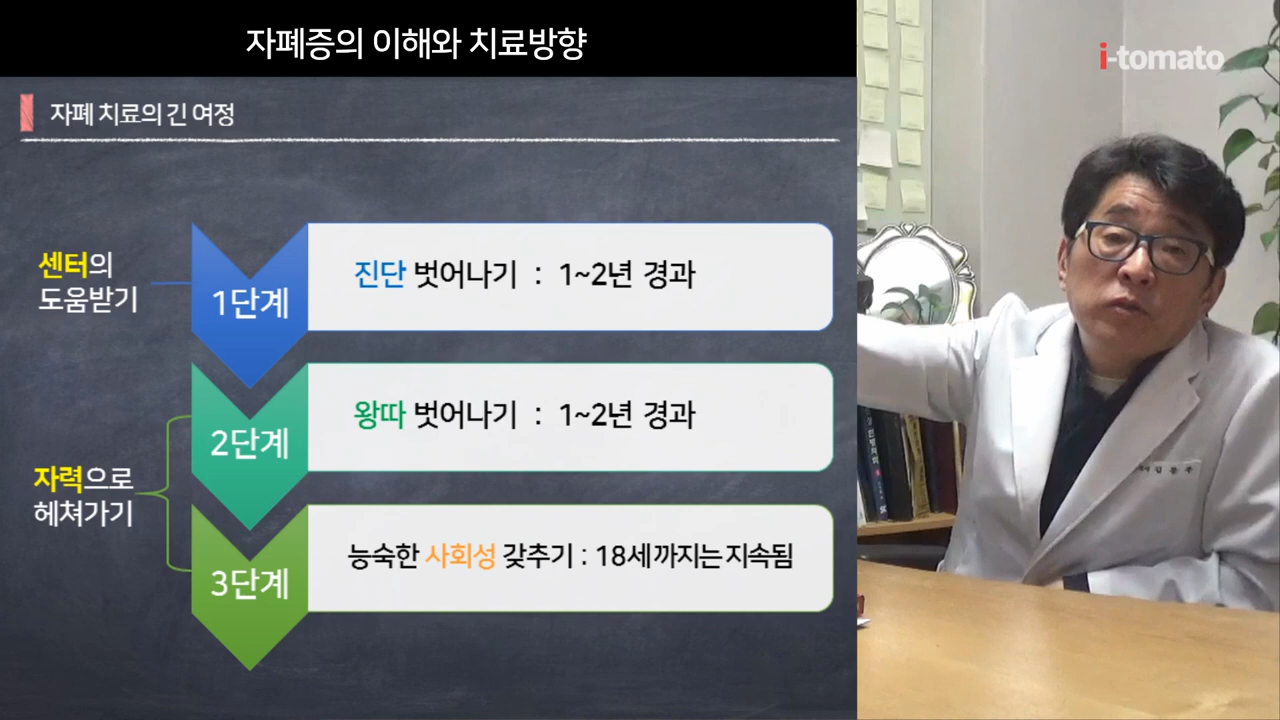 자폐증의 이해와 치료방향
i-tomato
자폐 치료의 긴 여정
센터의
도움받기
1단계
진단 벗어나기 : 1~2년 경과
2단계
왕따 벗어나기 : 1~2년 경과
자력으로
헤쳐가기
3단계
능숙한 사회성 갖추기 : 18세까지는 지속됨